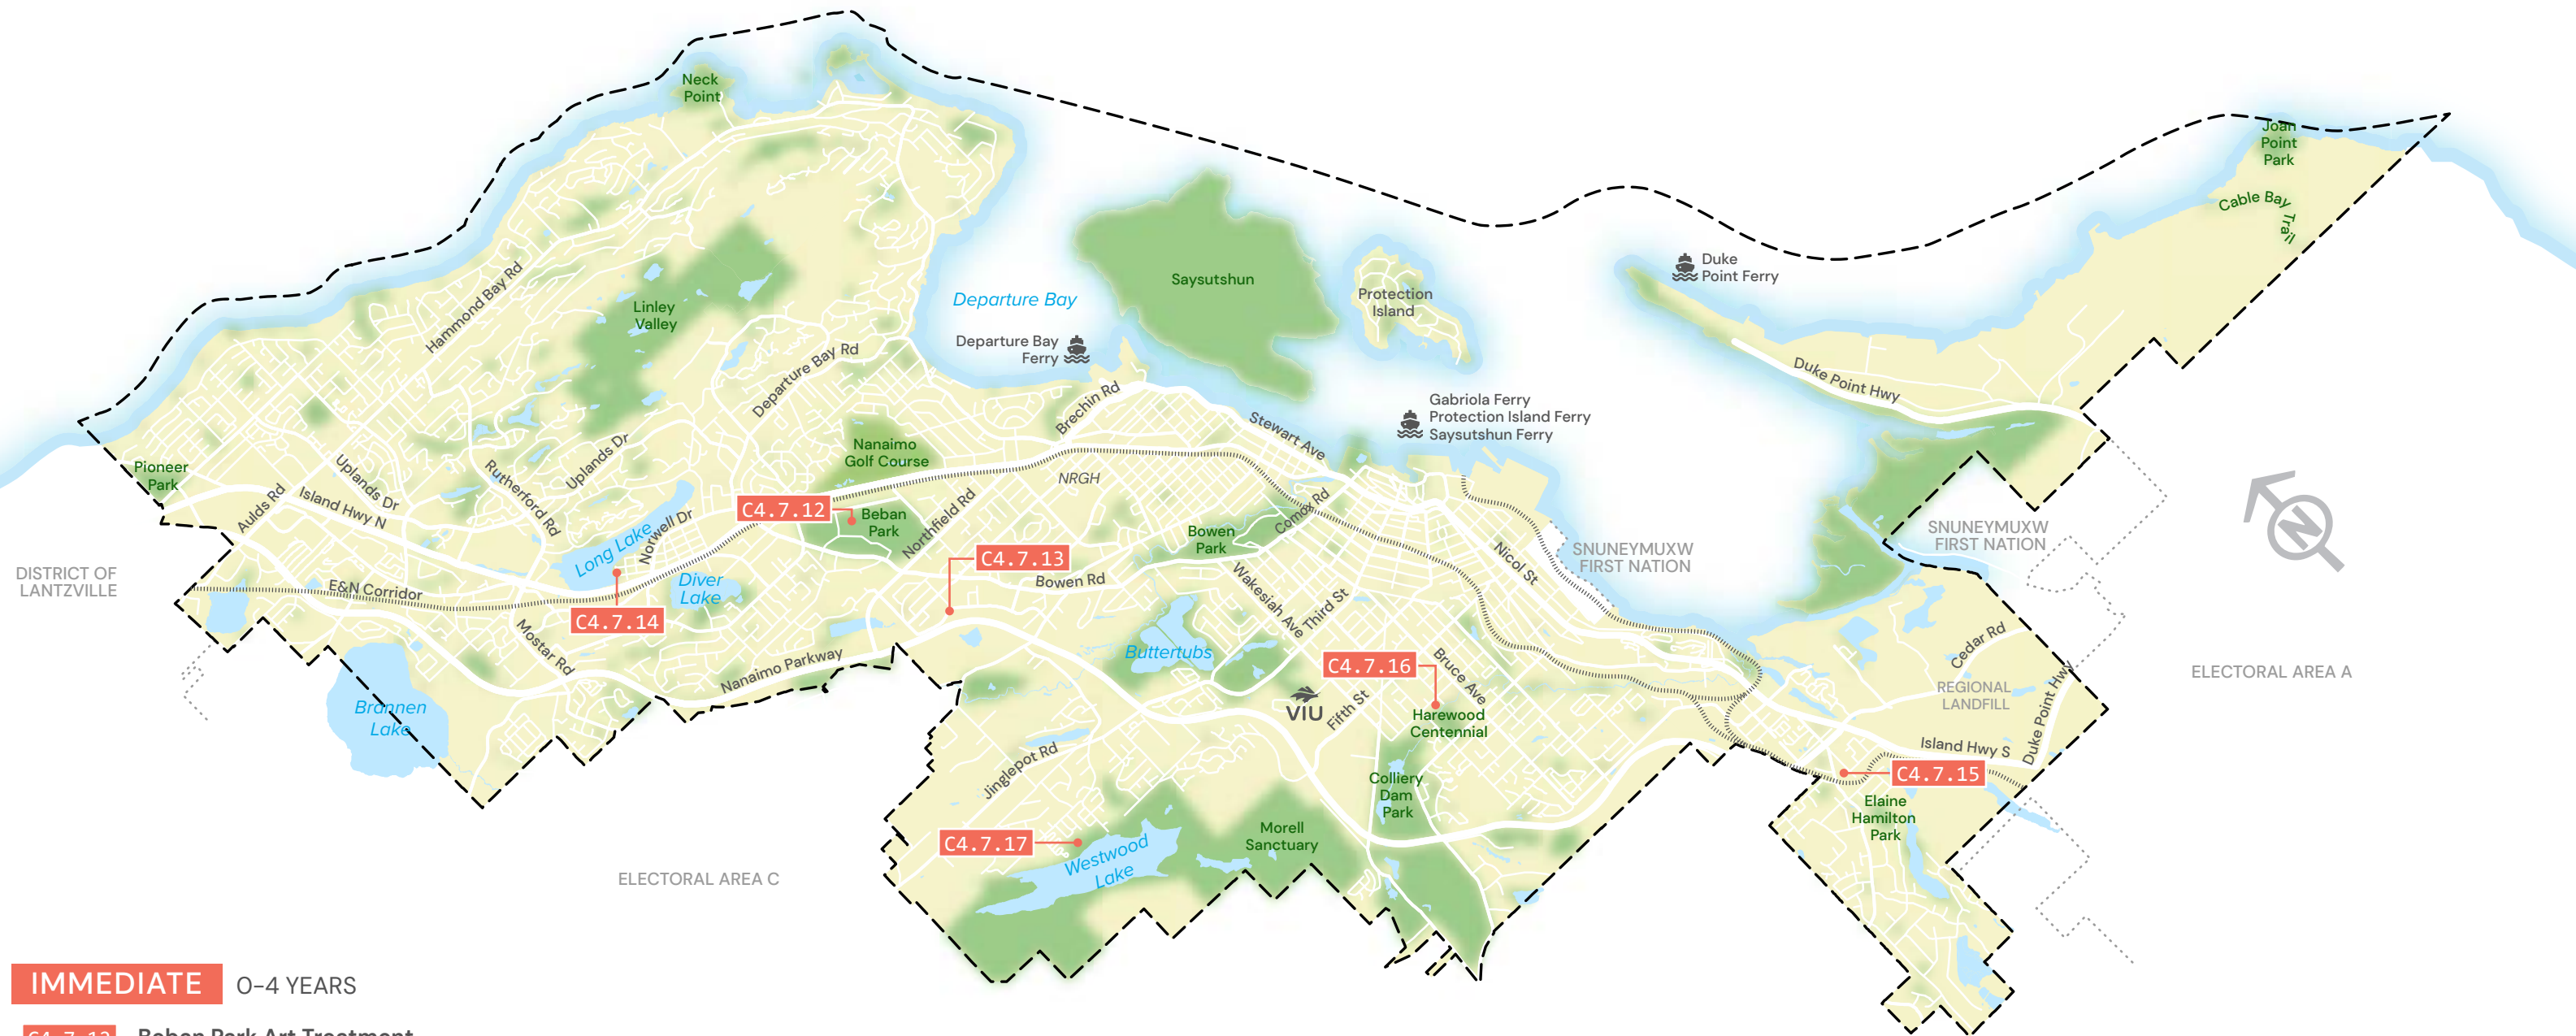 Neck
Point
Joan
Point
Park
Cable Bay
Trail
Hammond Bay Rd
Linley
Valley
Departure Bay
Saysutshun
Protection
Island
Duke
Point Ferry
Departure Bay
Ferry
Departure Bay Rd
Brechin Rd
Stewart Ave
Gabriola Ferry
Protection Island Ferry
Saysutshun Ferry
Duke Point Hwy
Pioneer
Park
Uplands Dr
Aulds Rd
Island Hwy N
Rutherford Rd
Uplands Dr
Nanaimo
Golf Course
NRGH
C4.7.12
Beban
Park
Northfield Rd
Long Lake
Norwell Dr
Diver
Lake
C4.7.13
Bowen Rd
Bowen
Park
Comox Rd
Nicol St
SNUNEYMUXW
FIRST NATION
SNUNEYMUXW
FIRST NATION
N
DISTRICT OF
LANTZVILLE
E&N Corridor
C4.7.14
Mostar Rd
Nanaimo Parkway
Brannen
Lake
Wakesiah Ave
Third St
Buttertubs
C4.7.16
Bruce Ave
VIU
Fifth St
Harewood
Centennial
Cedar Rd
REGIONAL
LANDFILL
Duke Point Hwy
ELECTORAL AREA A
Island Hwy S
C4.7.15
Elaine
Hamilton
Park
Jinglepot Rd
Colliery
Dam
Park
Morell
Sanctuary
C4.7.17
Westwood
Lake
ELECTORAL AREA C
IMMEDIATE 0-4 YEARS
Beban Park Art Treatment